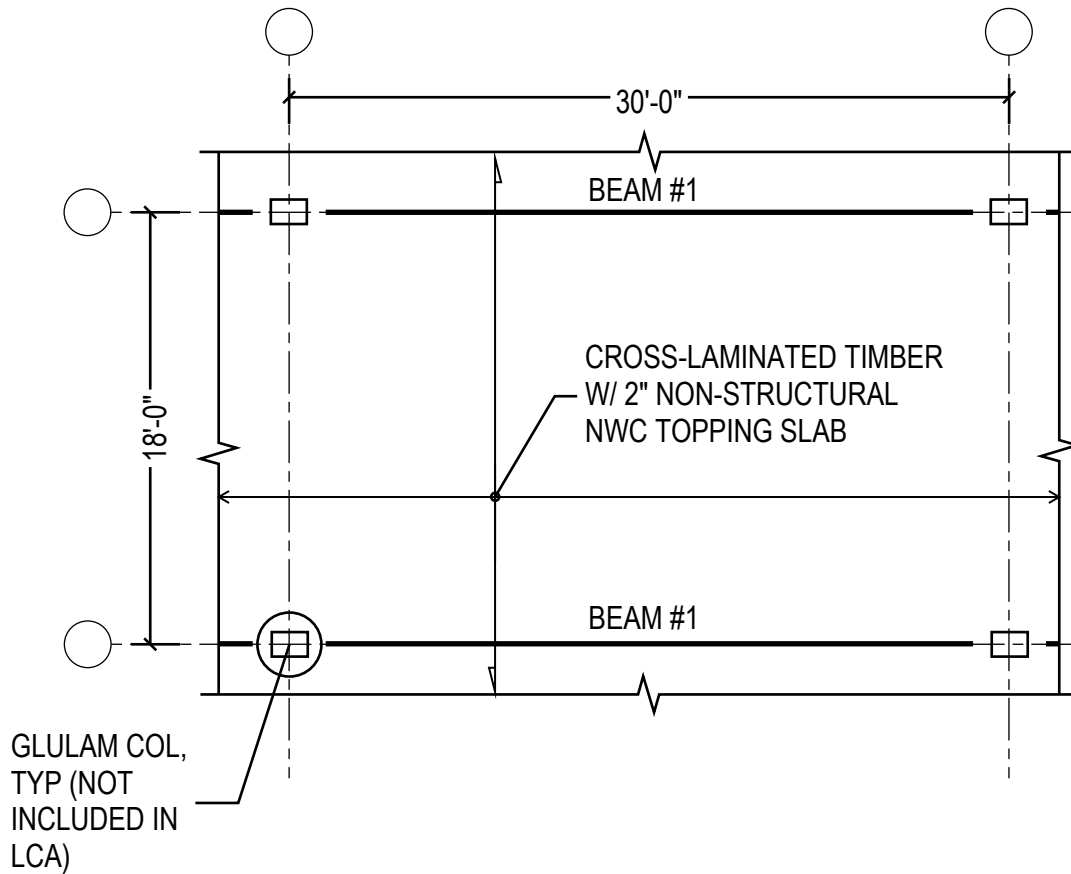 30'-0"
BEAM #1
18'-0"
CROSS-LAMINATED TIMBER
W/ 2" NON-STRUCTURAL
NWC TOPPING SLAB
BEAM #1
GLULAM COL,
TYP (NOT
INCLUDED IN
LCA)